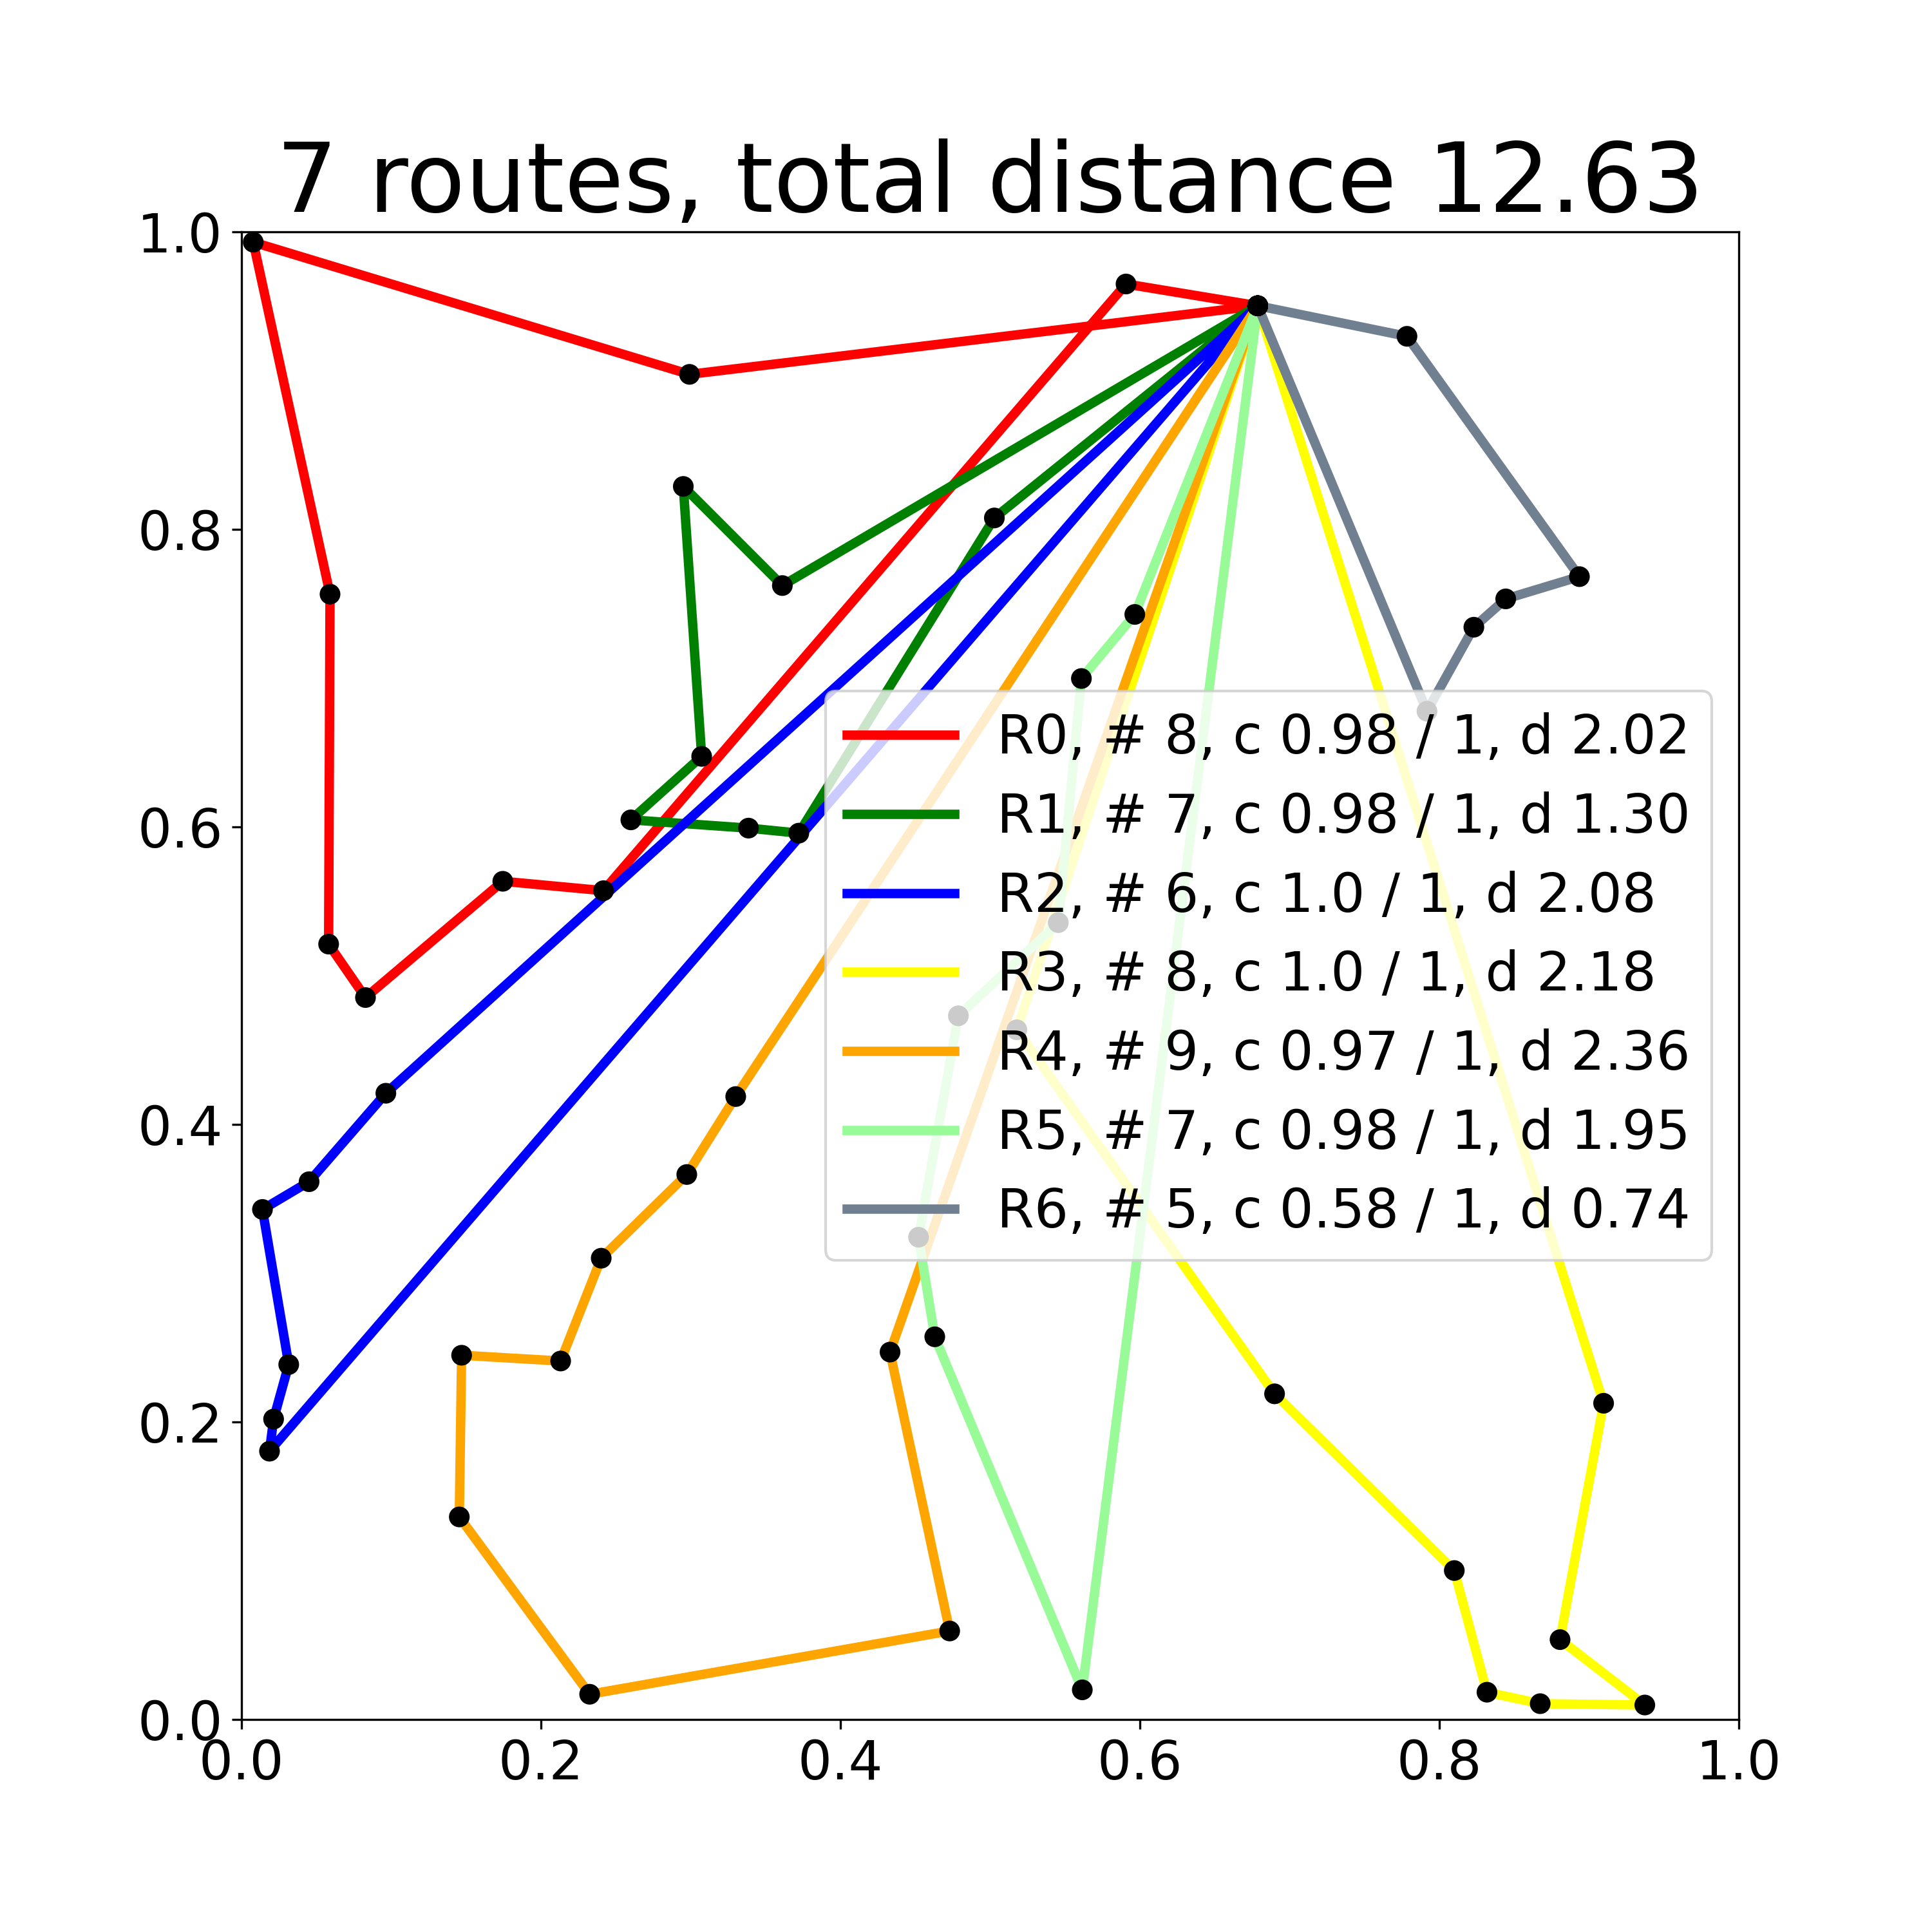 7 routes, total distance 12.63
1.0
0.8
0.6
0.4
0.2
0.0
R0, # 8, c 0.98 / 1, d 2.02
R1, # 7, c 0.98 / 1, d 1.30
R2, # 6, c 1.0 / 1, d 2.08
R3, # 8, c 1.0 / 1, d 2.18
R4, # 9, c 0.97 / 1, d 2.36
R5, # 7, c 0.98 / 1, d 1.95
R6, # 5, c 0.58 / 1, d 0.74
0.0 0.2 0.4 0.6 0.8 1.0